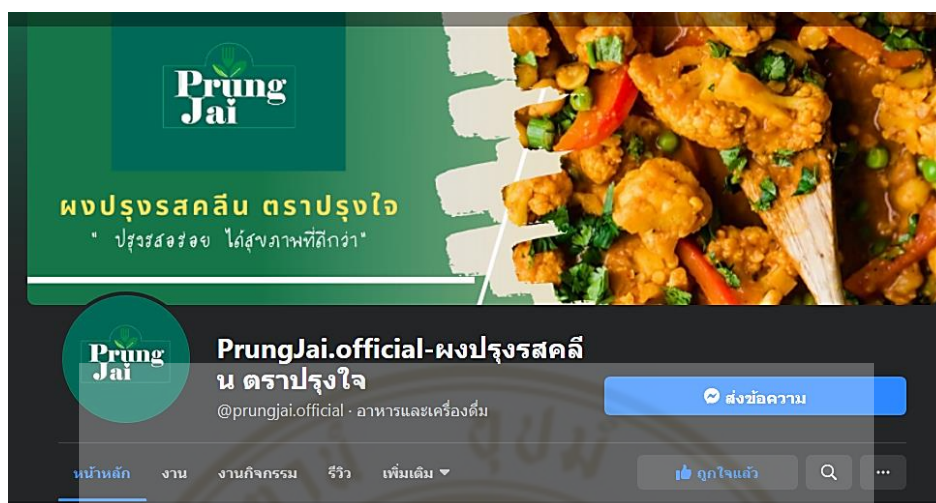 Prung
Jai
ผงปรุงรสคลีน ตราปรุงใจ
" ปรุงรสอร่อย ได้สุขภาพที่ดีกว่า"
Prung
Jai
PrungJai.official-ผงปรุงรสคลี
น ตราปรุงใจ
@prungjai.official · อาหารและเครื่องดื่ม
ส่งข้อความ
หน้าหลัก งาน งานกิจกรรม รีวิว เพิ่มเติม ถูกใจแล้ว